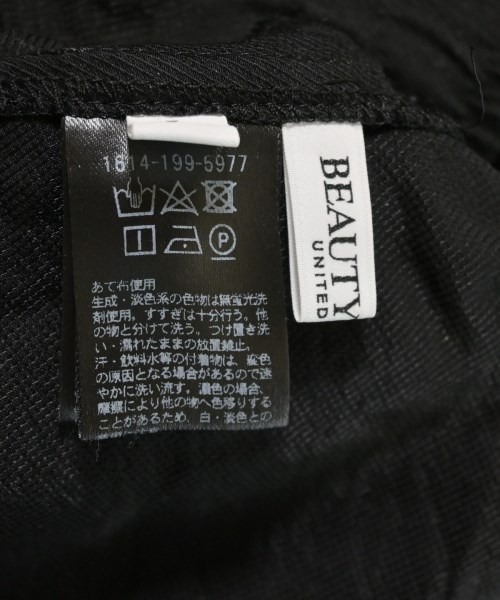 1614-199-5977
P
あて布使用
生成・淡色系の色物は無蛍光洗
剤使用。すすぎは十分行う。他
の物と分けて洗う。つけ置き洗い
・濡れたままの放置禁止。
汗・飲料水等の付着物は、変色
の原因となる場合があるので速
やかに洗い流す。濃色の場合、
摩擦により他の物へ色移りする
ことがあるため、白・淡色との
BEAUTY
UNITED